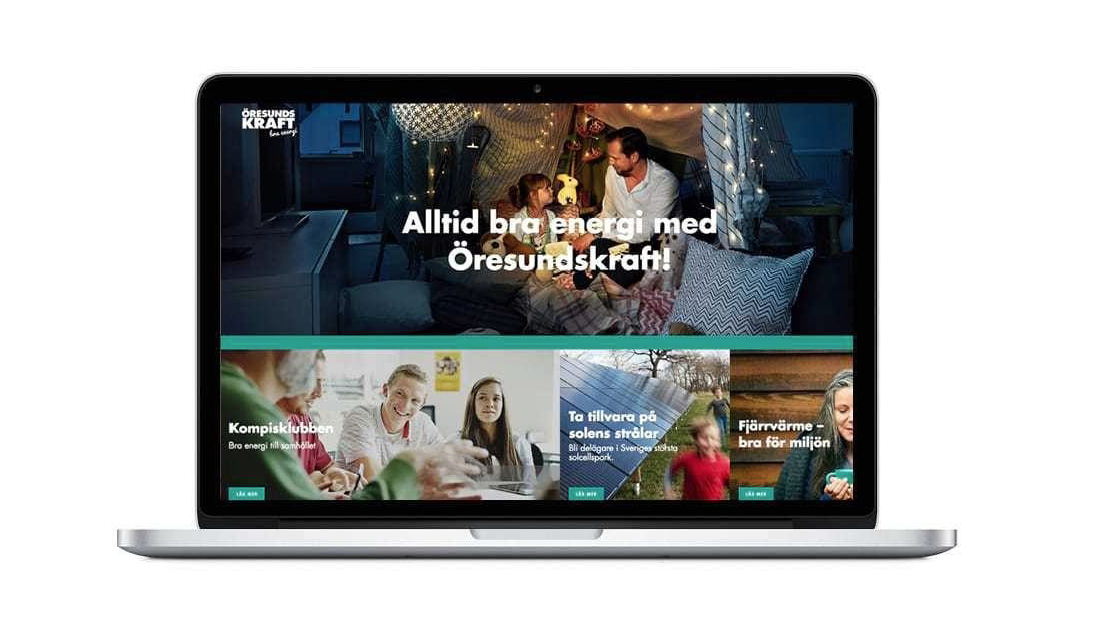 ÖRESUNDS
KRAFT
bra energi
Alltid bra energi med
Öresundskraft!
Kompisklubben
Bra energi till samhället
LÄS MER
Ta tillvara på
solens strålar
Bli delägare i Sveriges största
solcellspark.
LÄS MER
Fjärrvärme –
bra för miljön
LÄS MER